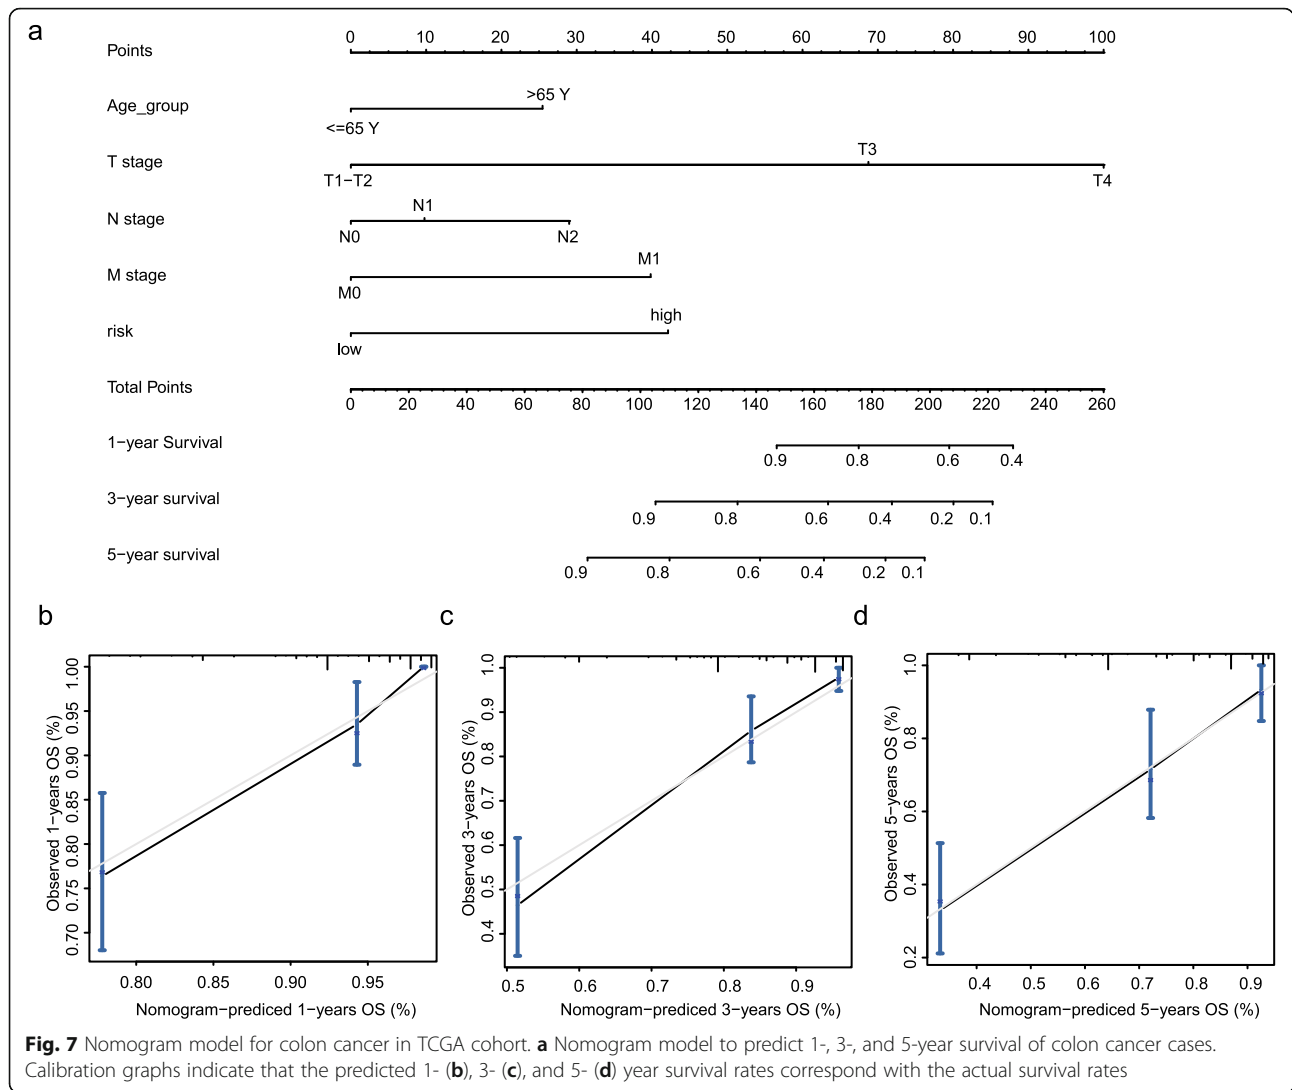 a
Points
0 10 20 30 40 50 60 70 80 90 100
Age_group
>65 Y
<=65 Y
T stage
T3
T1−T2 T4
N stage
N1
N0 N2
M stage
M1
M0
risk
high
low
Total Points
0 20 40 60 80 100 120 140 160 180 200 220 240 260
1−year Survival
0.9 0.8 0.6 0.4
3−year survival
0.9 0.8 0.6 0.4 0.2 0.1
5−year survival
0.9 0.8 0.6 0.4 0.2 0.1
b
Observed 1−years OS (%)
0.70 0.75 0.80 0.85 0.90 0.95 1.00
0.80 0.85 0.90 0.95
Nomogram−prediced 1−years OS (%)
c
Observed 3−years OS (%)
0.4 0.5 0.6 0.7 0.8 0.9 1.0
0.5 0.6 0.7 0.8 0.9
Nomogram−prediced 3−years OS (%)
d
Observed 5−years OS (%)
0.2 0.4 0.6 0.8 1.0
0.4 0.5 0.6 0.7 0.8 0.9
Nomogram−prediced 5−years OS (%)
Fig. 7 Nomogram model for colon cancer in TCGA cohort. a Nomogram model to predict 1-, 3-, and 5-year survival of colon cancer cases.
Calibration graphs indicate that the predicted 1- (b), 3- (c), and 5- (d) year survival rates correspond with the actual survival rates